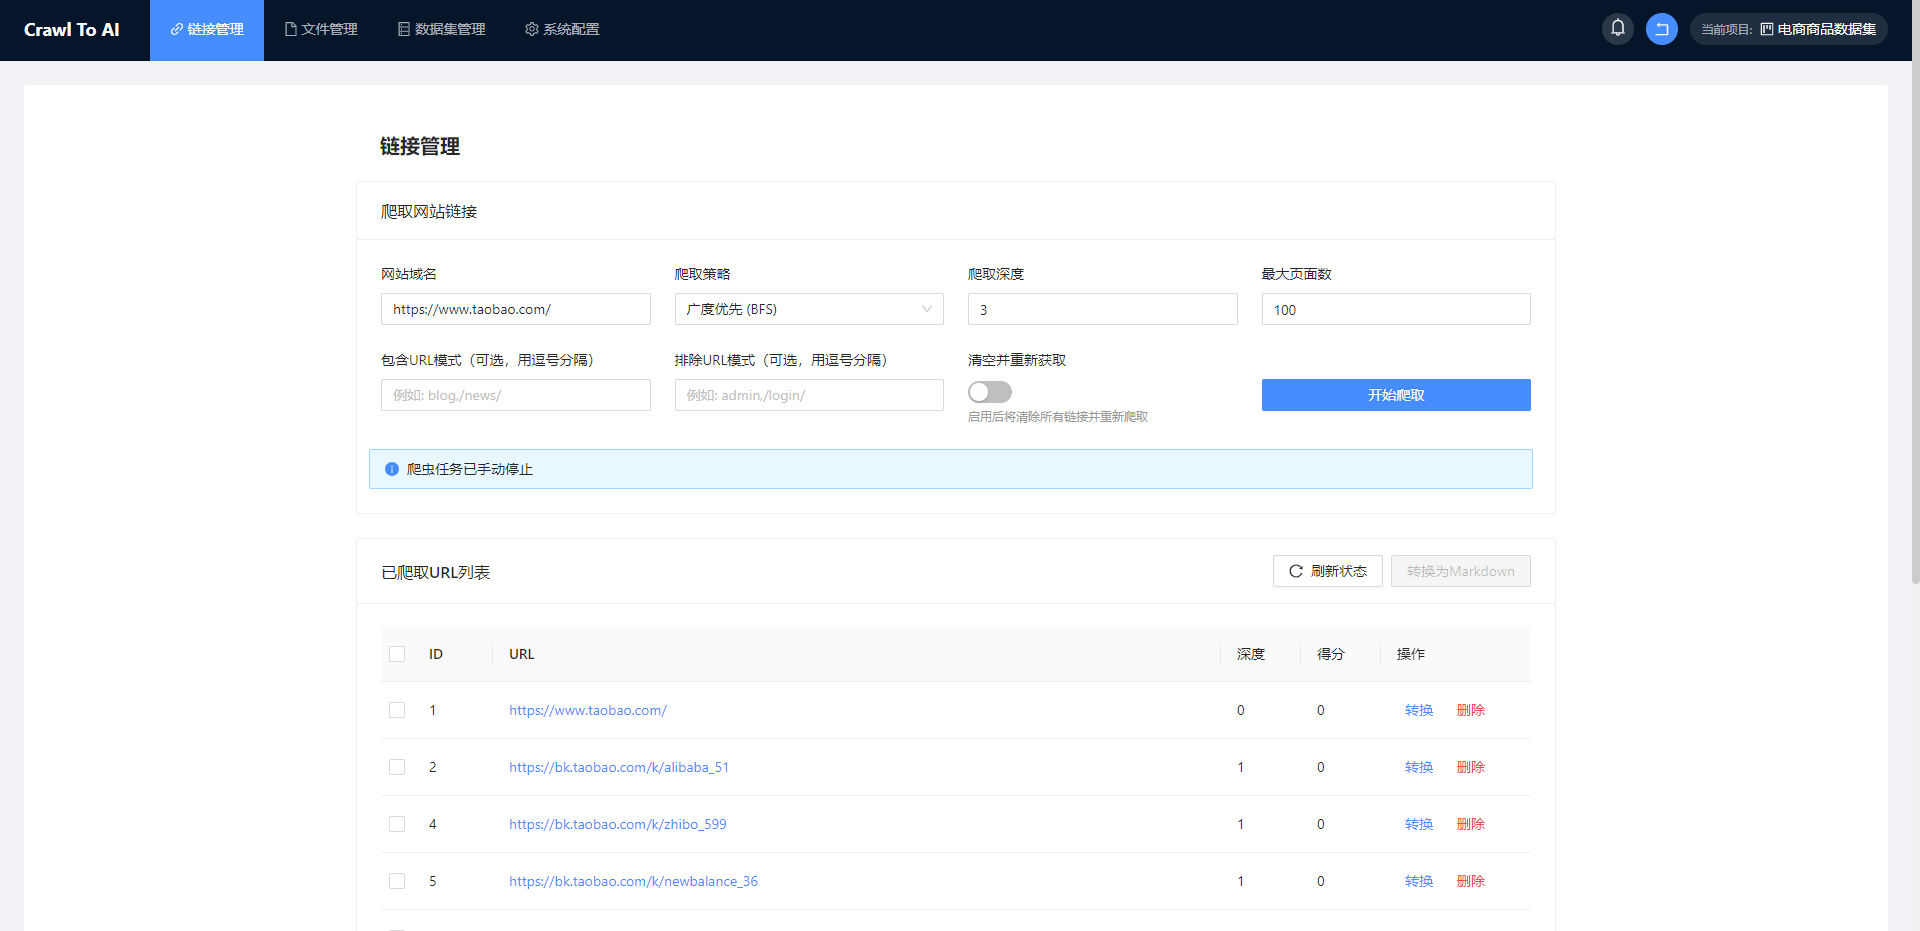 Crawl To AI 链接管理 文件管理 数据集管理 系统配置 当前项目: 电商商品数据集
链接管理
爬取网站链接
网站域名 爬取策略 爬取深度 最大页面数
https://www.taobao.com/ 广度优先 (BFS) 3 100
包含URL模式（可选，用逗号分隔） 排除URL模式（可选，用逗号分隔） 清空并重新获取
例如: blog,/news/ 例如: admin,/login/ 开始爬取
启用后将清除所有链接并重新爬取
爬虫任务已手动停止
已爬取URL列表 刷新状态 转换为Markdown
ID URL 深度 得分 操作
1 https://www.taobao.com/ 0 0 转换 删除
2 https://bk.taobao.com/k/alibaba_51 1 0 转换 删除
4 https://bk.taobao.com/k/zhibo_599 1 0 转换 删除
5 https://bk.taobao.com/k/newbalance_36 1 0 转换 删除